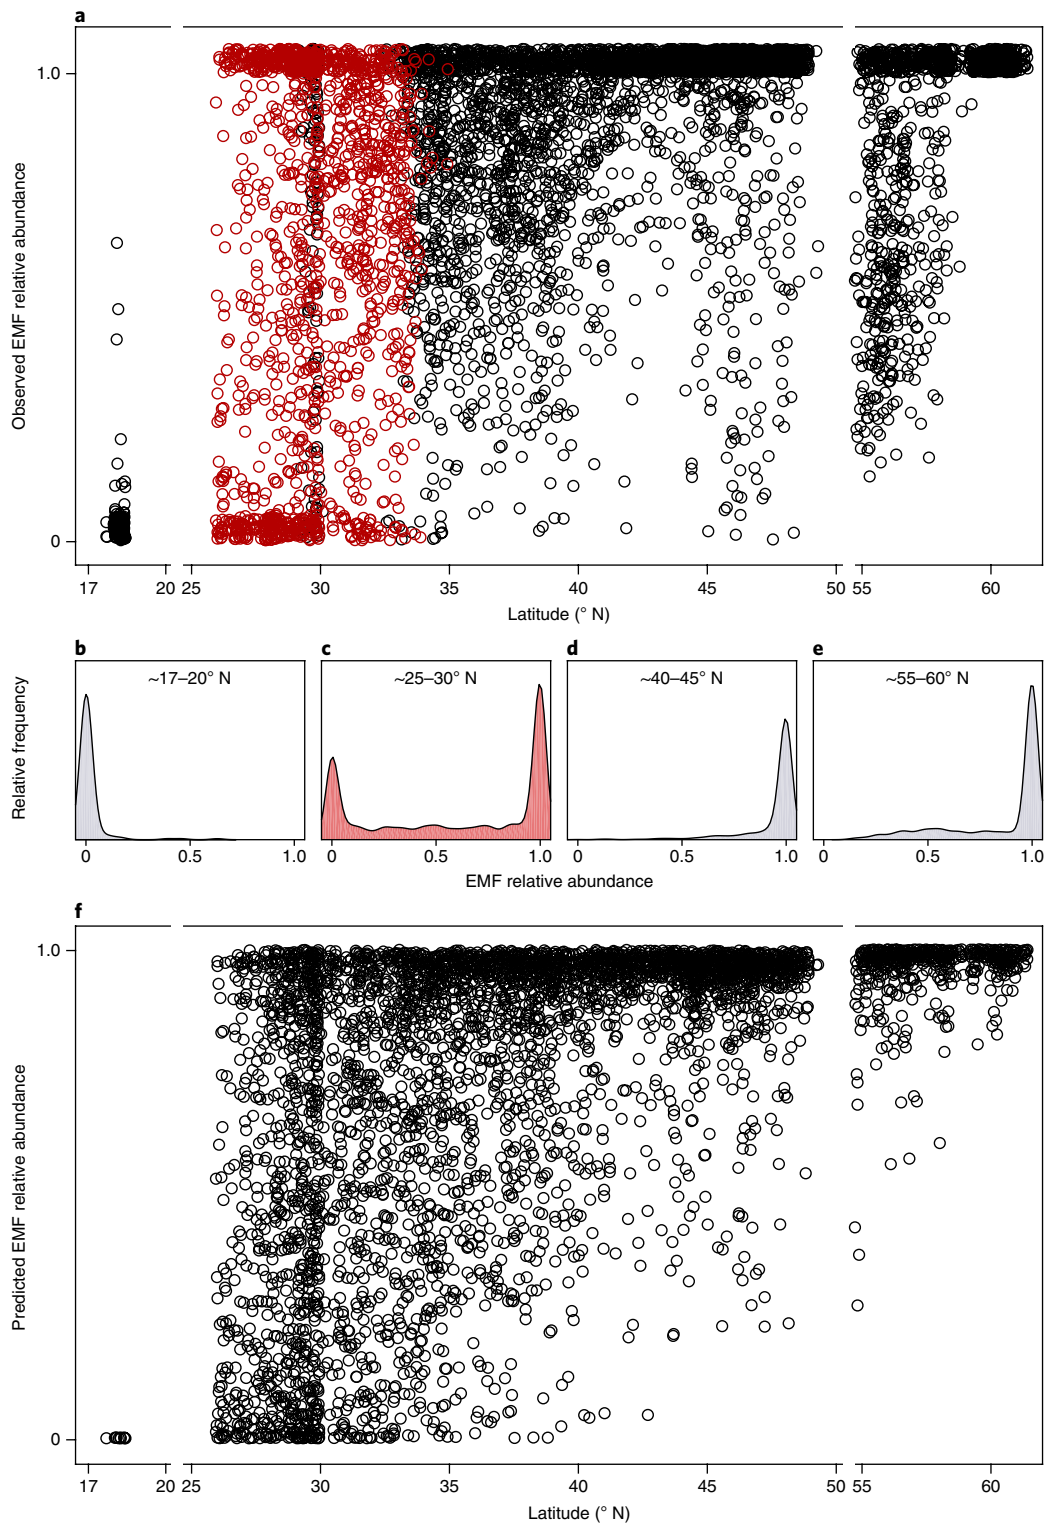 a
1.0
0
Observed EMF relative abundance
17 20 25 30 35 40 45 50 55 60
Latitude (° N)
b c d e
~17–20° N ~25–30° N ~40–45° N ~55–60° N
Relative frequency
0 0.5 1.0 0 0.5 1.0 0 0.5 1.0 0 0.5 1.0
EMF relative abundance
f
1.0
0
Predicted EMF relative abundance
17 20 25 30 35 40 45 50 55 60
Latitude (° N)